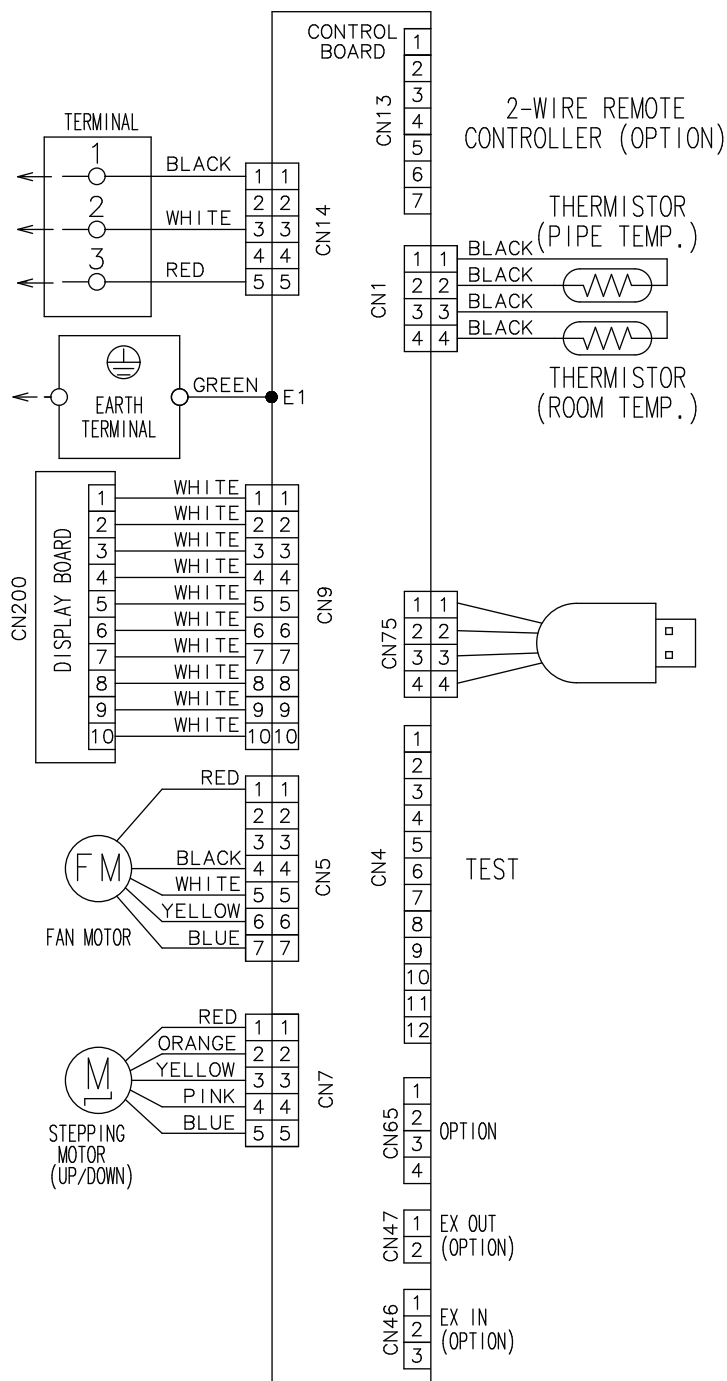 CONTROL
BOARD
CN13
1
2
3
4
5
6
7
2-WIRE REMOTE
CONTROLLER (OPTION)
TERMINAL
1
2
3
BLACK
WHITE
RED
1 1
2 2
3 3
4 4
5 5
CN14
THERMISTOR
(PIPE TEMP.)
CN1
1 1
2 2
3 3
4 4
BLACK
BLACK
BLACK
BLACK
THERMISTOR
(ROOM TEMP.)
EARTH
TERMINAL
GREEN
E1
CN200
DISPLAY BOARD
1
2
3
4
5
6
7
8
9
10
WHITE
WHITE
WHITE
WHITE
WHITE
WHITE
WHITE
WHITE
WHITE
WHITE
1 1
2 2
3 3
4 4
5 5
6 6
7 7
8 8
9 9
10 10
CN9
CN75
1 1
2 2
3 3
4 4
FM
FAN MOTOR
RED
BLACK
WHITE
YELLOW
BLUE
1 1
2 2
3 3
4 4
5 5
6 6
7 7
CN5
CN4
1
2
3
4
5
6
7
8
9
10
11
12
TEST
M
STEPPING
MOTOR
(UP/DOWN)
RED
ORANGE
YELLOW
PINK
BLUE
1 1
2 2
3 3
4 4
5 5
CN7
CN65
1
2
3
4
OPTION
CN47
1
2
EX OUT
(OPTION)
CN46
1
2
3
EX IN
(OPTION)